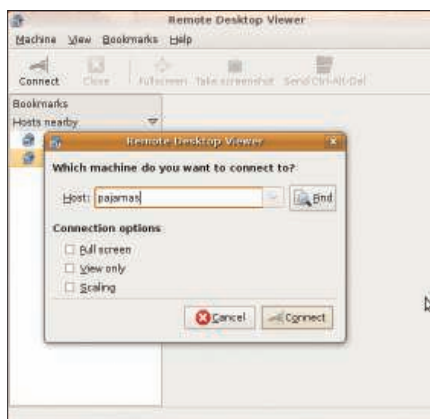 Remote Desktop Viewer
Machine View Bookmarks Help
Connect Close Fullscreen Take screenshot Send Ctrl-Alt-Del
Bookmarks
Hosts nearby
Remote Desktop Viewer
Which machine do you want to connect to?
Host: pajamas Find
Connection options
Full screen
View only
Scaling
Cancel Connect